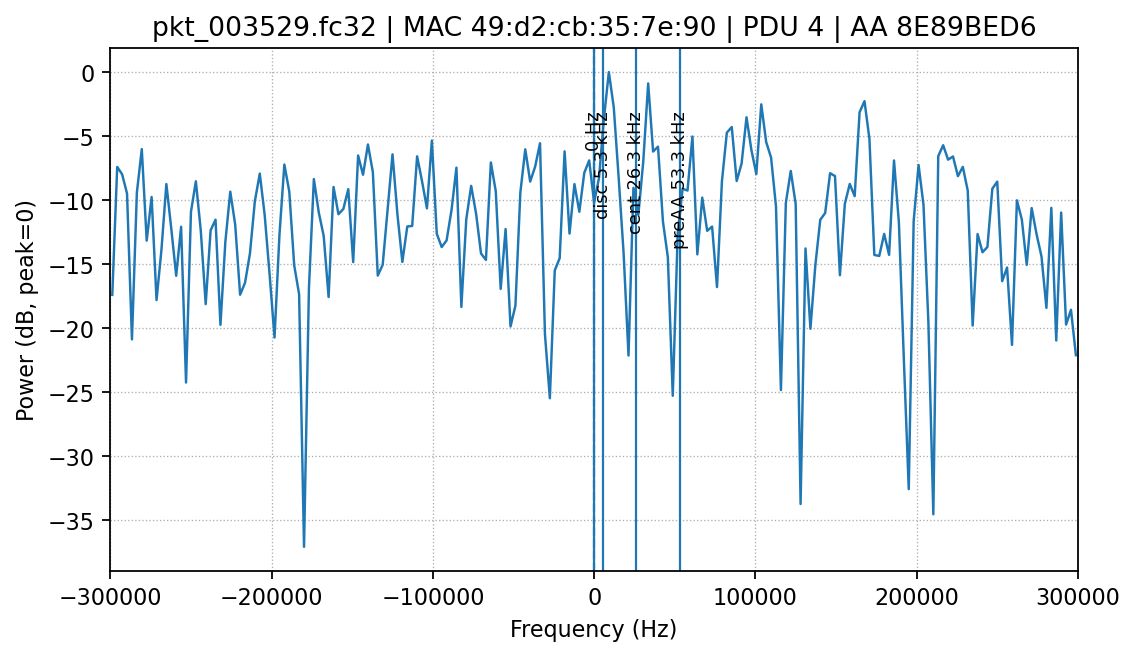 pkt_003529.fc32 | MAC 49:d2:cb:35:7e:90 | PDU 4 | AA 8E89BED6
Power (dB, peak=0)
0
−5
−10
−15
−20
−25
−30
−35
0 Hz
disc 5.3 kHz
cent 26.3 kHz
preAA 53.3 kHz
−300000
−200000
−100000
0
100000
200000
300000
Frequency (Hz)